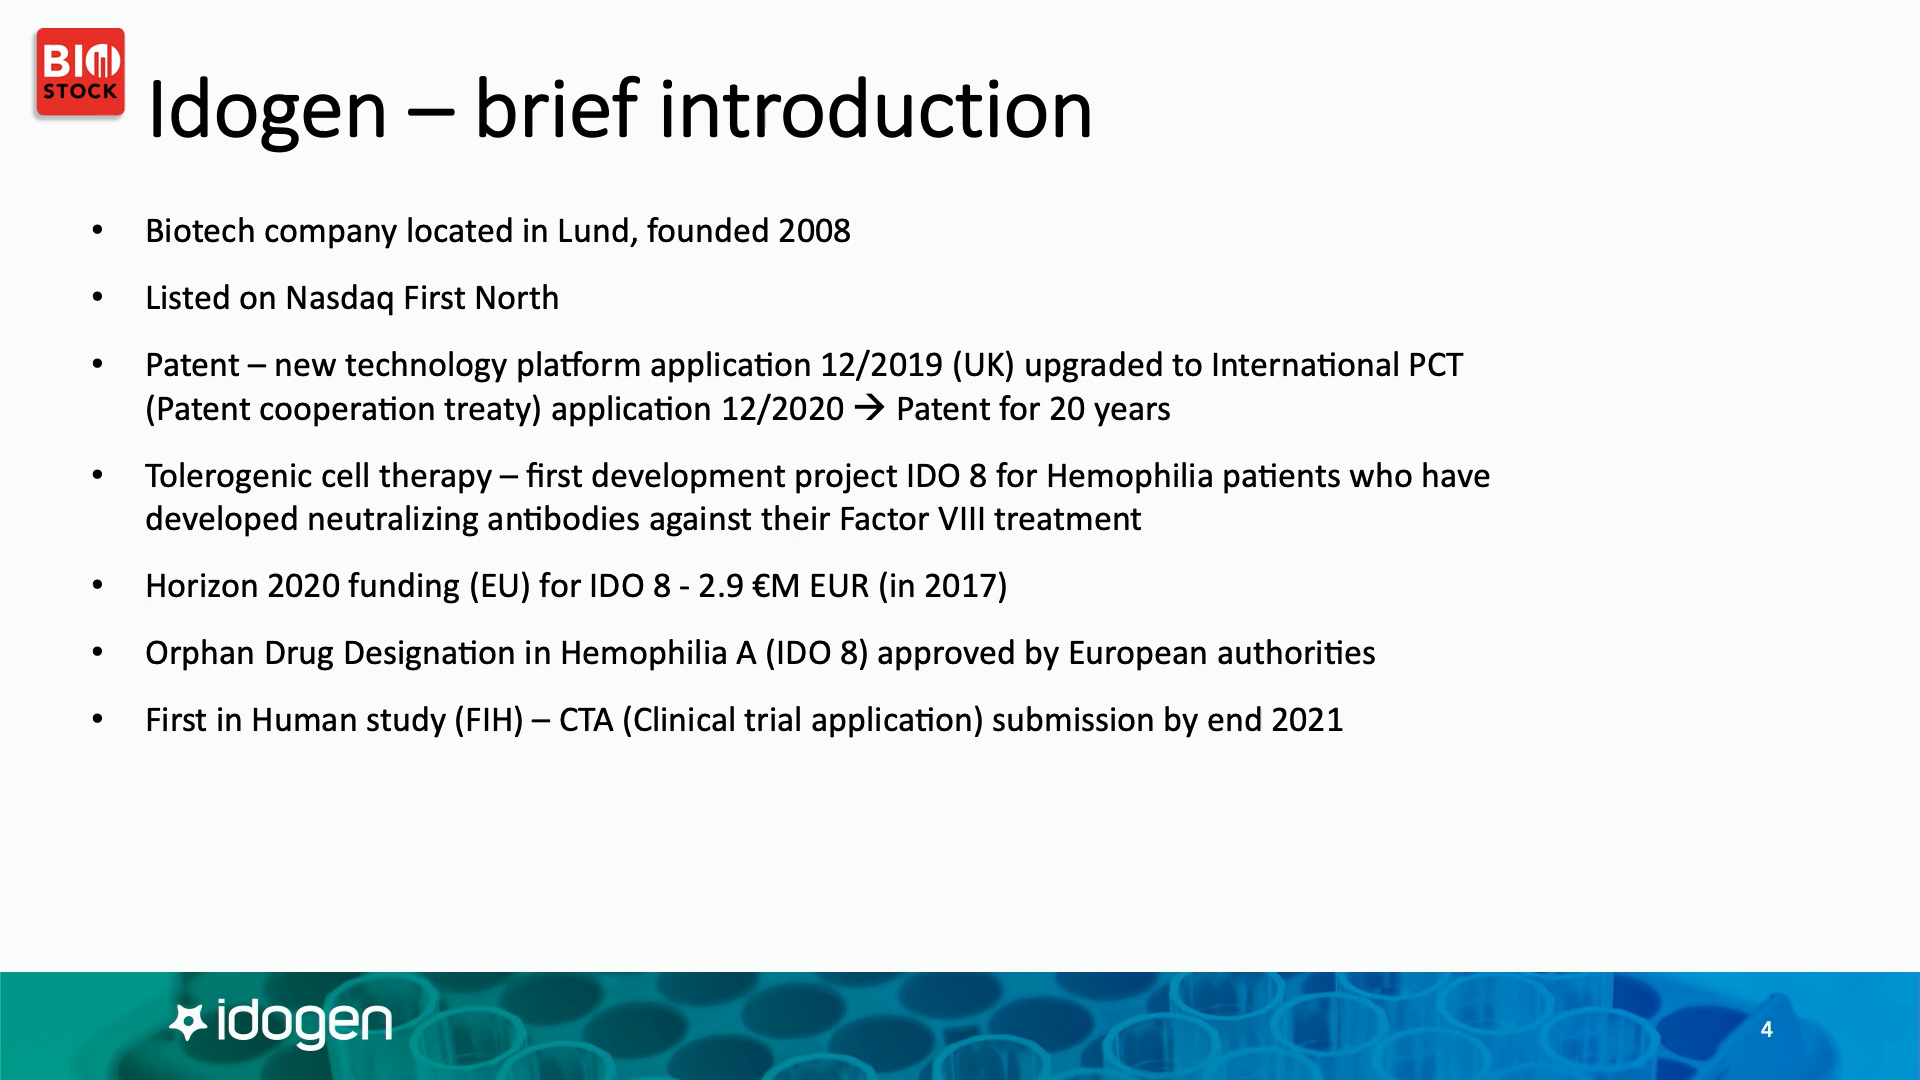 BIO
STOCK
Idogen – brief introduction
• Biotech company located in Lund, founded 2008
• Listed on Nasdaq First North
• Patent – new technology platform application 12/2019 (UK) upgraded to International PCT
(Patent cooperation treaty) application 12/2020 → Patent for 20 years
• Tolerogenic cell therapy – first development project IDO 8 for Hemophilia patients who have
developed neutralizing antibodies against their Factor VIII treatment
• Horizon 2020 funding (EU) for IDO 8 - 2.9 €M EUR (in 2017)
• Orphan Drug Designation in Hemophilia A (IDO 8) approved by European authorities
• First in Human study (FIH) – CTA (Clinical trial application) submission by end 2021
idogen
4